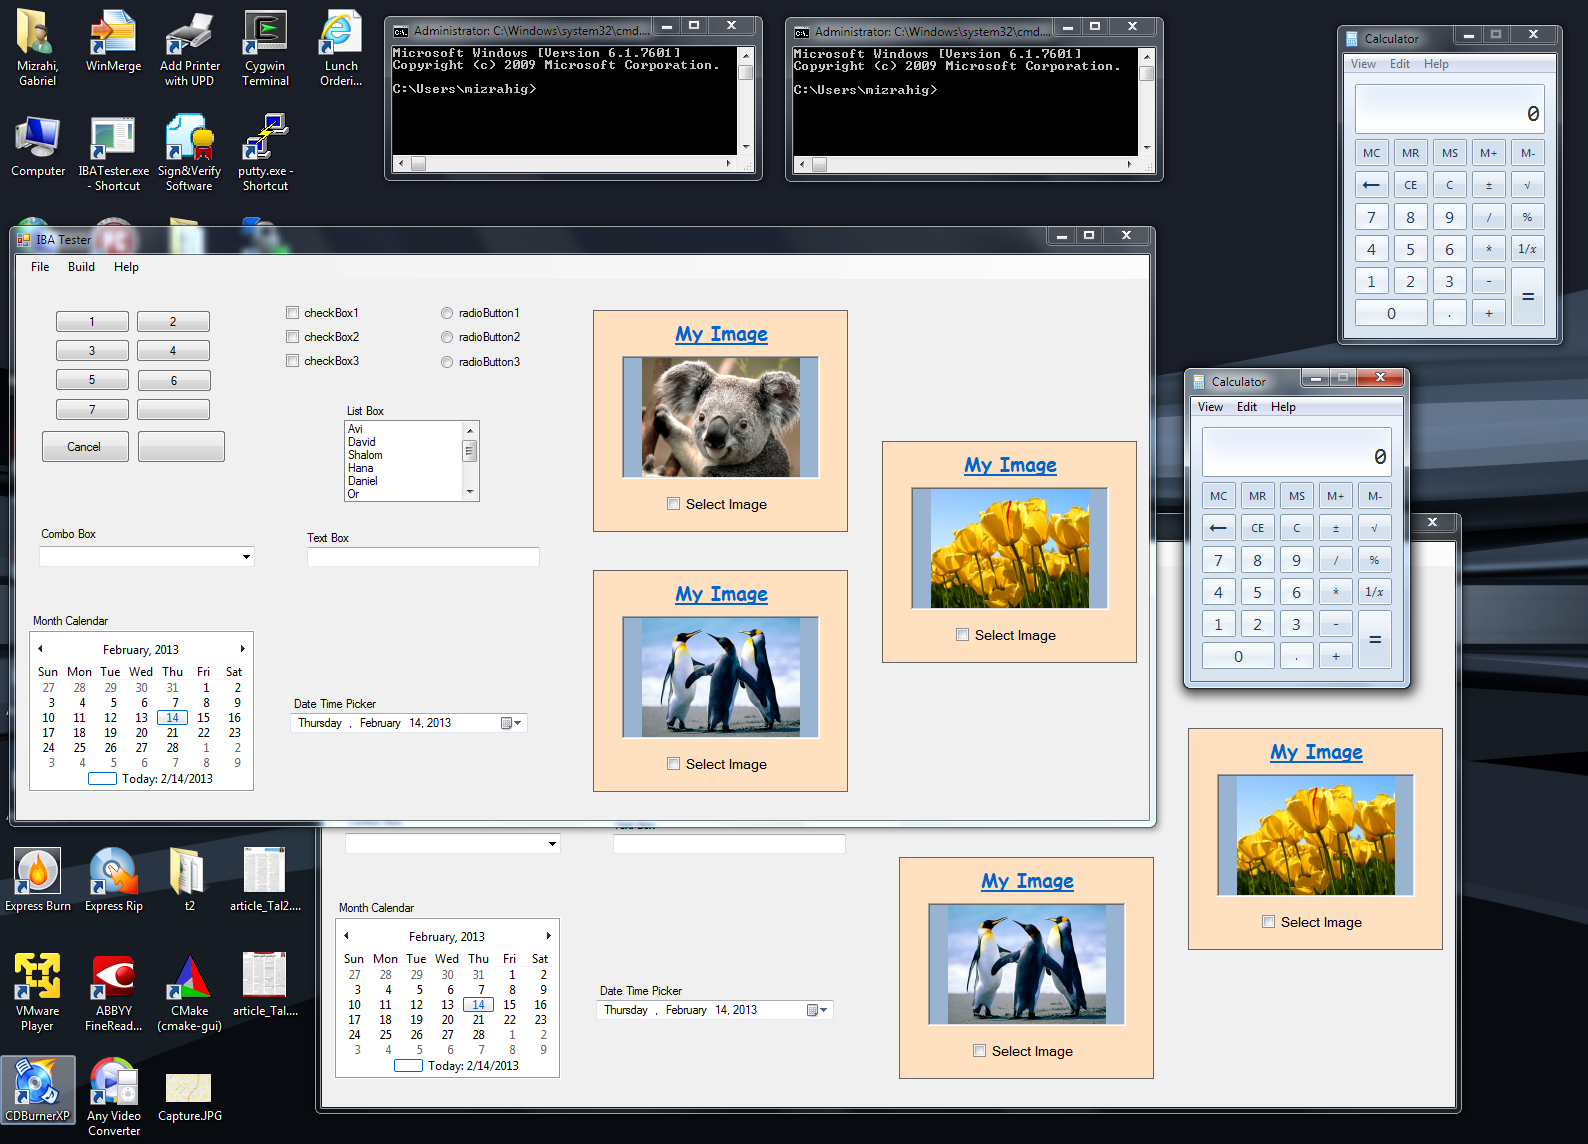 Mizrahi,
Gabriel
WinMerge
Add Printer
with UPD
Cygwin
Terminal
Lunch
Orderin...
Computer
IBATester.exe
- Shortcut
Sign&Verify
Software
putty.exe -
Shortcut
Administrator: C:\Windows\system32\cmd....
Microsoft Windows [Version 6.1.7601]
Copyright (c) 2009 Microsoft Corporation.
C:\Users\mizrahig>
Administrator: C:\Windows\system32\cmd....
Microsoft Windows [Version 6.1.7601]
Copyright (c) 2009 Microsoft Corporation.
C:\Users\mizrahig>
Calculator
View Edit Help
0
MC MR MS M+ M-
← CE C ± √
7 8 9 / %
4 5 6 * 1/x
1 2 3 - =
0 . +
IBA Tester
File Build Help
1 2
3 4
5 6
7
Cancel
checkBox1
checkBox2
checkBox3
radioButton1
radioButton2
radioButton3
List Box
Avi
David
Shalom
Hana
Daniel
Or
Combo Box
Text Box
Month Calendar
February, 2013
Sun Mon Tue Wed Thu Fri Sat
27 28 29 30 31 1 2
3 4 5 6 7 8 9
10 11 12 13 14 15 16
17 18 19 20 21 22 23
24 25 26 27 28 1 2
3 4 5 6 7 8 9
Today: 2/14/2013
Date Time Picker
Thursday , February 14, 2013
My Image
Select Image
My Image
Select Image
My Image
Select Image
Calculator
View Edit Help
0
MC MR MS M+ M-
← CE C ± √
7 8 9 / %
4 5 6 * 1/x
1 2 3 - =
0 . +
Month Calendar
February, 2013
Sun Mon Tue Wed Thu Fri Sat
27 28 29 30 31 1 2
3 4 5 6 7 8 9
10 11 12 13 14 15 16
17 18 19 20 21 22 23
24 25 26 27 28 1 2
3 4 5 6 7 8 9
Today: 2/14/2013
Date Time Picker
Thursday , February 14, 2013
My Image
Select Image
My Image
Select Image
Express Burn
Express Rip
t2
article_Tal2....
VMware
Player
ABBYY
FineRead...
CMake
(cmake-gui)
article_Tal....
CDBurnerXP
Any Video
Converter
Capture.JPG